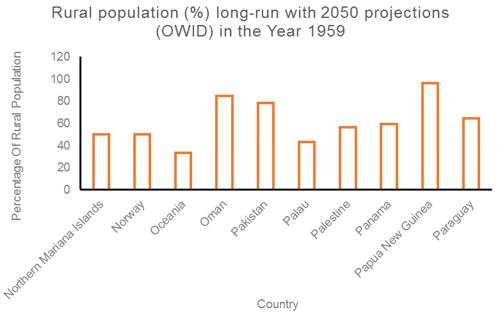 Rural population (%) long-run with 2050 projections
(OWID) in the Year 1959
Percentage Of Rural Population
120
100
80
60
40
20
0
Northern Mariana Islands
Norway
Oceania
Oman
Pakistan
Palau
Palestine
Panama
Papua New Guinea
Paraguay
Country